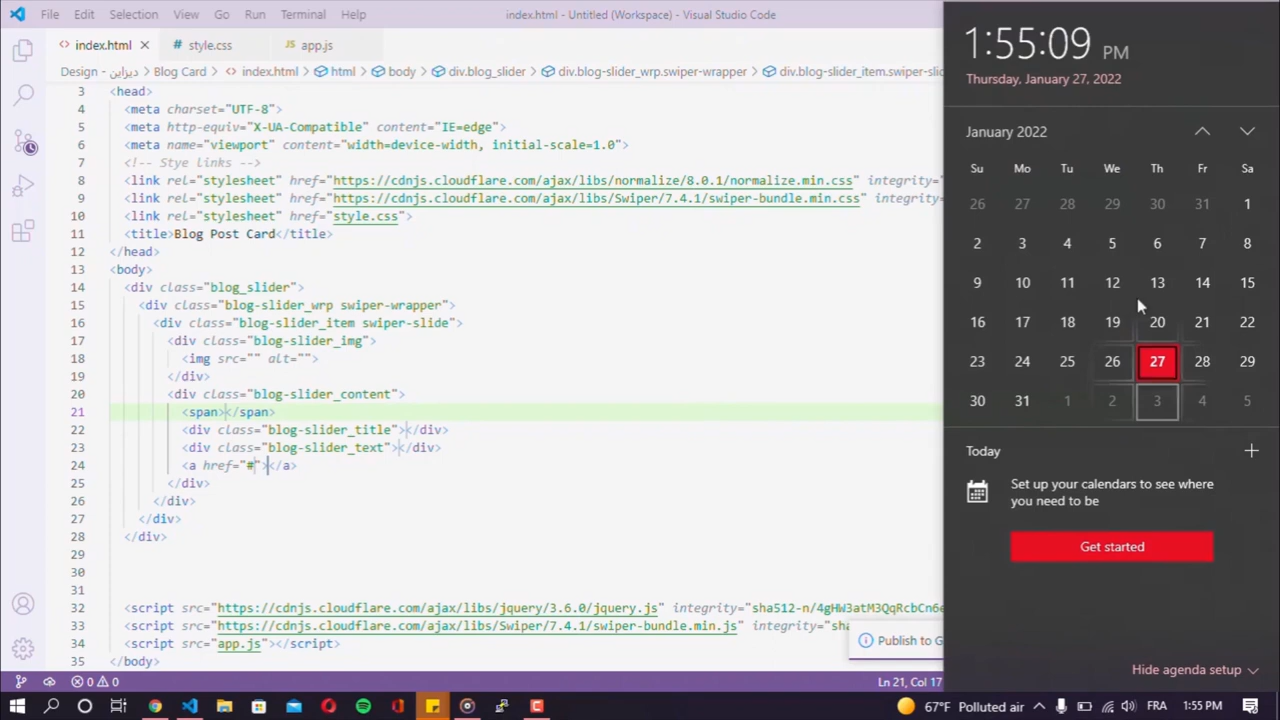 File Edit Selection View Go Run Terminal Help
index.html - Untitled (Workspace) - Visual Studio Code
index.html
style.css
app.js
Design - ديزاين > Blog Card > index.html > html > body > div.blog_slider > div.blog-slider_wrp.swiper-wrapper > div.blog-slider_item.swiper-slid
3 <head>
4 <meta charset="UTF-8">
5 <meta http-equiv="X-UA-Compatible" content="IE=edge">
6 <meta name="viewport" content="width=device-width, initial-scale=1.0">
7 <!-- Stye links -->
8 <link rel="stylesheet" href="https://cdnjs.cloudflare.com/ajax/libs/normalize/8.0.1/normalize.min.css" integrity=
9 <link rel="stylesheet" href="https://cdnjs.cloudflare.com/ajax/libs/Swiper/7.4.1/swiper-bundle.min.css" integrity=
10 <link rel="stylesheet" href="style.css">
11 <title>Blog Post Card</title>
12 </head>
13 <body>
14 <div class="blog_slider">
15 <div class="blog-slider_wrp swiper-wrapper">
16 <div class="blog-slider_item swiper-slide">
17 <div class="blog-slider_img">
18 <img src="" alt="">
19 </div>
20 <div class="blog-slider_content">
21 <span></span>
22 <div class="blog-slider_title"></div>
23 <div class="blog-slider_text"></div>
24 <a href="#"></a>
25 </div>
26 </div>
27 </div>
28 </div>
29
30
31
32 <script src="https://cdnjs.cloudflare.com/ajax/libs/jquery/3.6.0/jquery.js" integrity="sha512-n/4gHW3atM3QqRcbCn6e
33 <script src="https://cdnjs.cloudflare.com/ajax/libs/Swiper/7.4.1/swiper-bundle.min.js" integrity="sha
34 <script src="app.js"></script>
35 </body>
Publish to G
0 0
Ln 21, Col 17
1:55:09 PM
Thursday, January 27, 2022
January 2022
Su Mo Tu We Th Fr Sa
26 27 28 29 30 31 1
2 3 4 5 6 7 8
9 10 11 12 13 14 15
16 17 18 19 20 21 22
23 24 25 26 27 28 29
30 31 1 2 3 4 5
Today
Set up your calendars to see where
you need to be
Get started
Hide agenda setup
67°F Polluted air FRA 1:55 PM